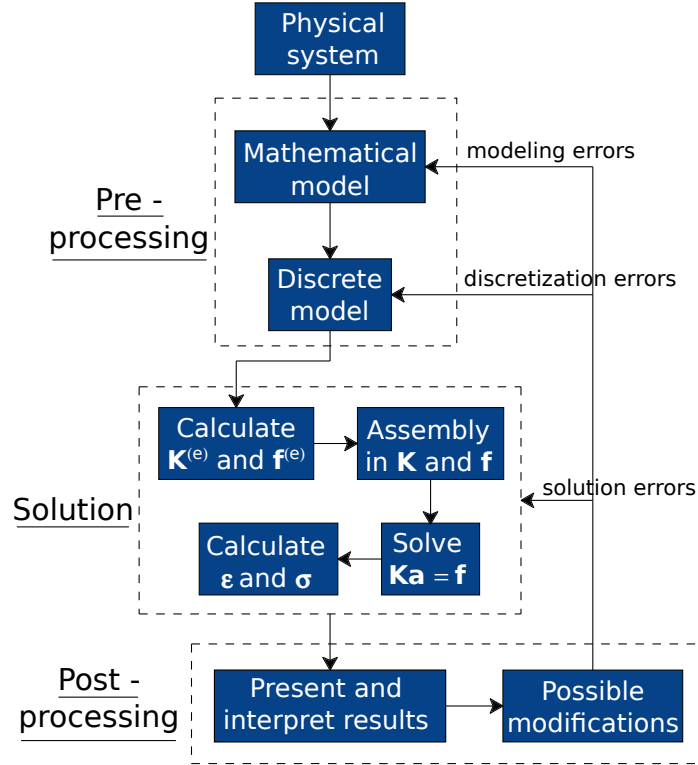 Physical
system
Mathematical
model
modeling errors
Pre -
processing
Discrete
model
discretization errors
Calculate
K(e) and f(e)
Assembly
in K and f
solution errors
Solution
Calculate
ε and σ
Solve
Ka = f
Post -
processing
Present and
interpret results
Possible
modifications